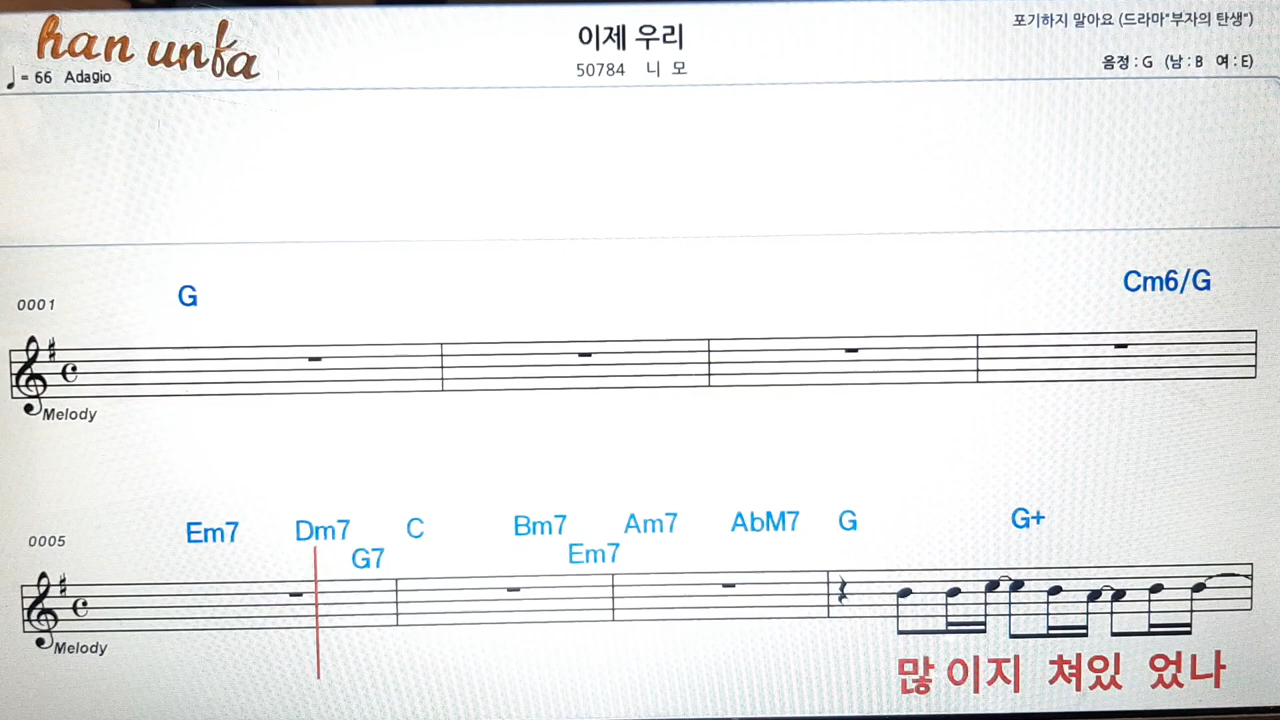 han unfa
이제 우리
포기하지 말아요 (드라마"부자의 탄생")
♩ = 66 Adagio
50784 니 모
음정 : G (남 : B 여 : E)
0001
G
Cm6/G
Melody
0005
Em7 Dm7 C Bm7 Am7 AbM7 G G+
G7 Em7
Melody
많 이지 쳐있 었나